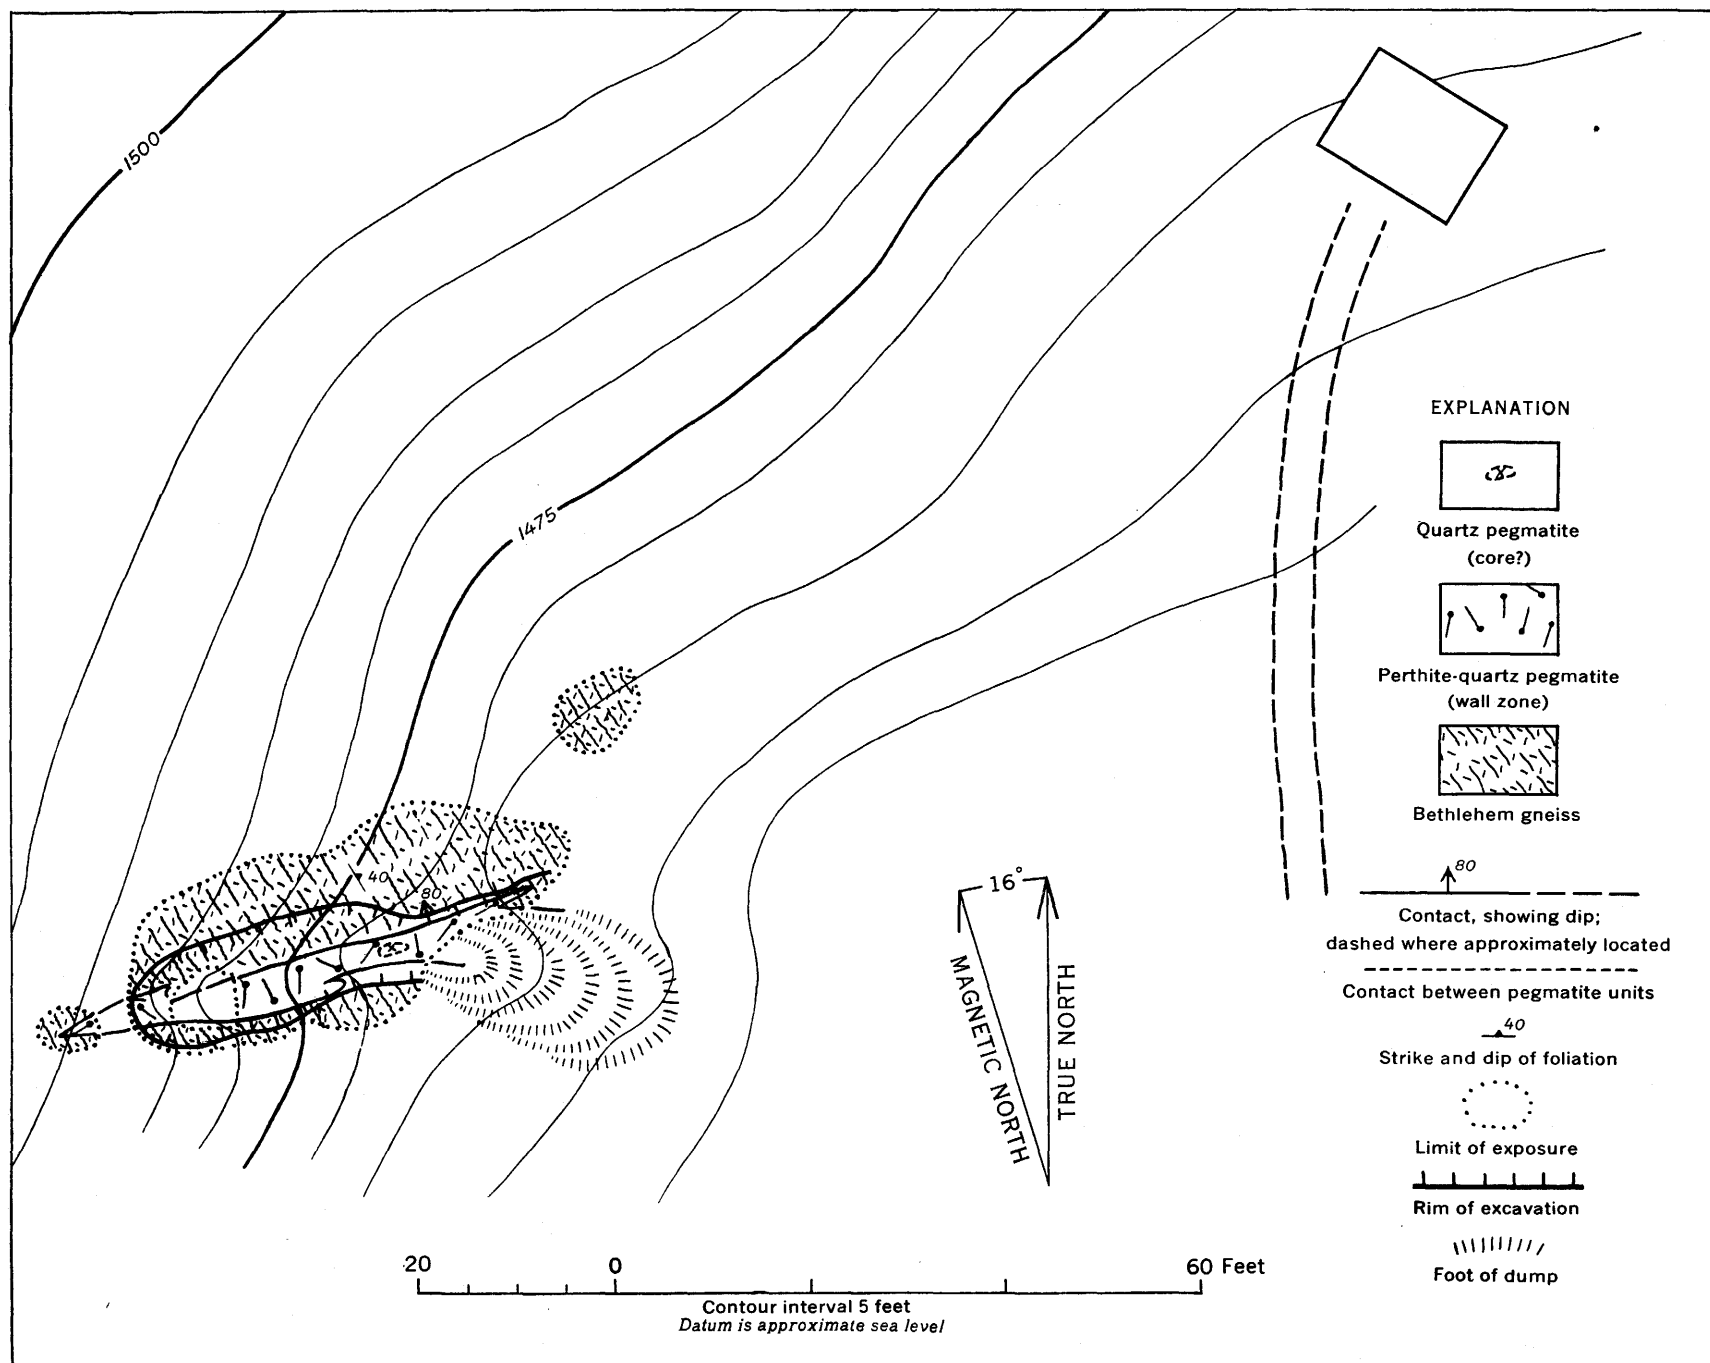 1500
1475
40
80
EXPLANATION
Quartz pegmatite
(core?)
Perthite-quartz pegmatite
(wall zone)
Bethlehem gneiss
80
Contact, showing dip;
dashed where approximately located
Contact between pegmatite units
40
Strike and dip of foliation
Limit of exposure
Rim of excavation
Foot of dump
16°
MAGNETIC NORTH
TRUE NORTH
20 0 60 Feet
Contour interval 5 feet
Datum is approximate sea level